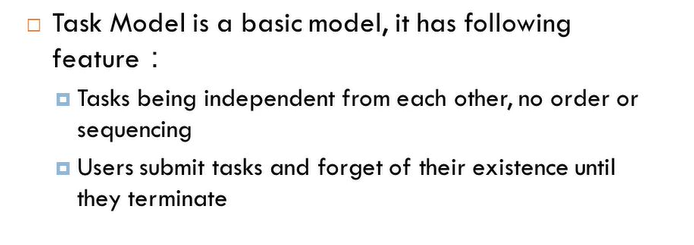 Task Model is a basic model, it has following
feature：
Tasks being independent from each other, no order or
sequencing
Users submit tasks and forget of their existence until
they terminate